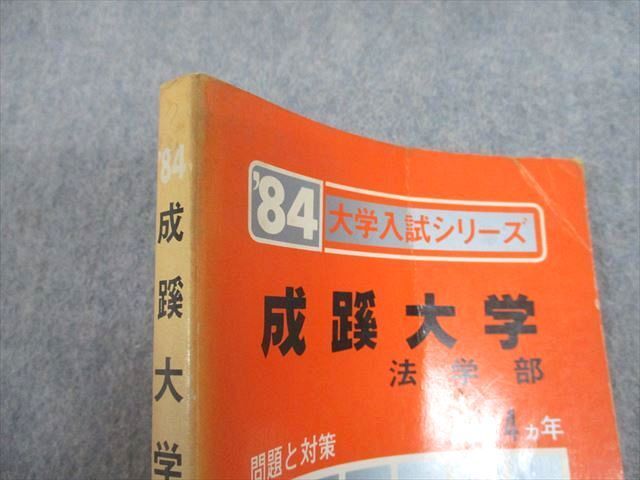 '84 大学入試シリーズ
成蹊大学
法学部
4ヵ年
問題と対策
'84 成蹊大学